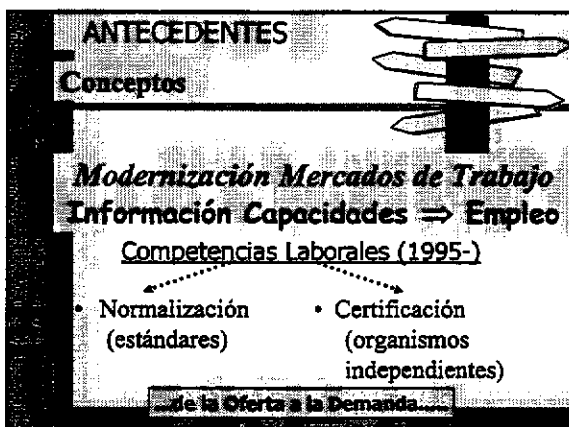 ANTECEDENTES
Conceptos
Modernización Mercados de Trabajo
Información Capacidades ⇒ Empleo
Competencias Laborales (1995-)
• Normalización
(estándares)
• Certificación
(organismos
independientes)
...de la Oferta a la Demanda.....